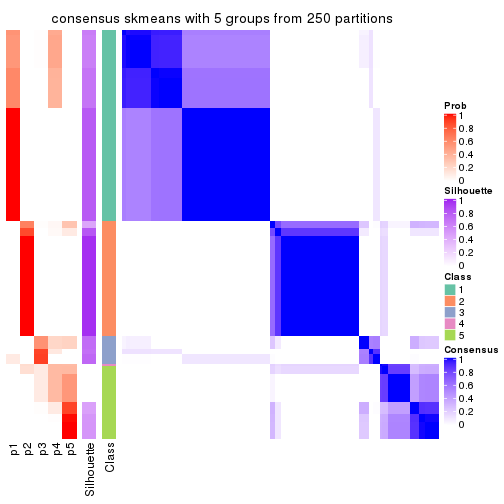 consensus skmeans with 5 groups from 250 partitions
Prob
1
0.8
0.6
0.4
0.2
0
Silhouette
1
0.8
0.6
0.4
0.2
0
Class
1
2
3
4
5
Consensus
1
0.8
0.6
0.4
0.2
0
p1
p2
p3
p4
p5
Silhouette
Class